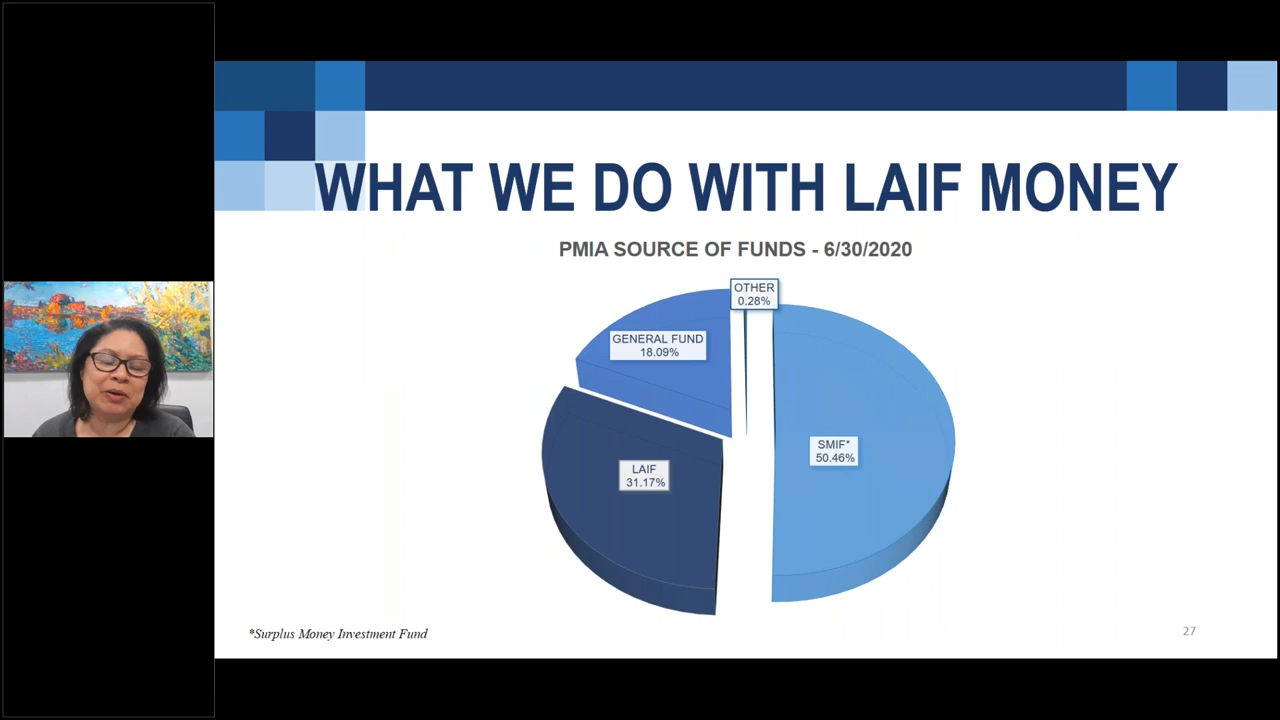 WHAT WE DO WITH LAIF MONEY
PMIA SOURCE OF FUNDS - 6/30/2020
OTHER
0.28%
GENERAL FUND
18.09%
SMIF*
50.46%
LAIF
31.17%
*Surplus Money Investment Fund
27